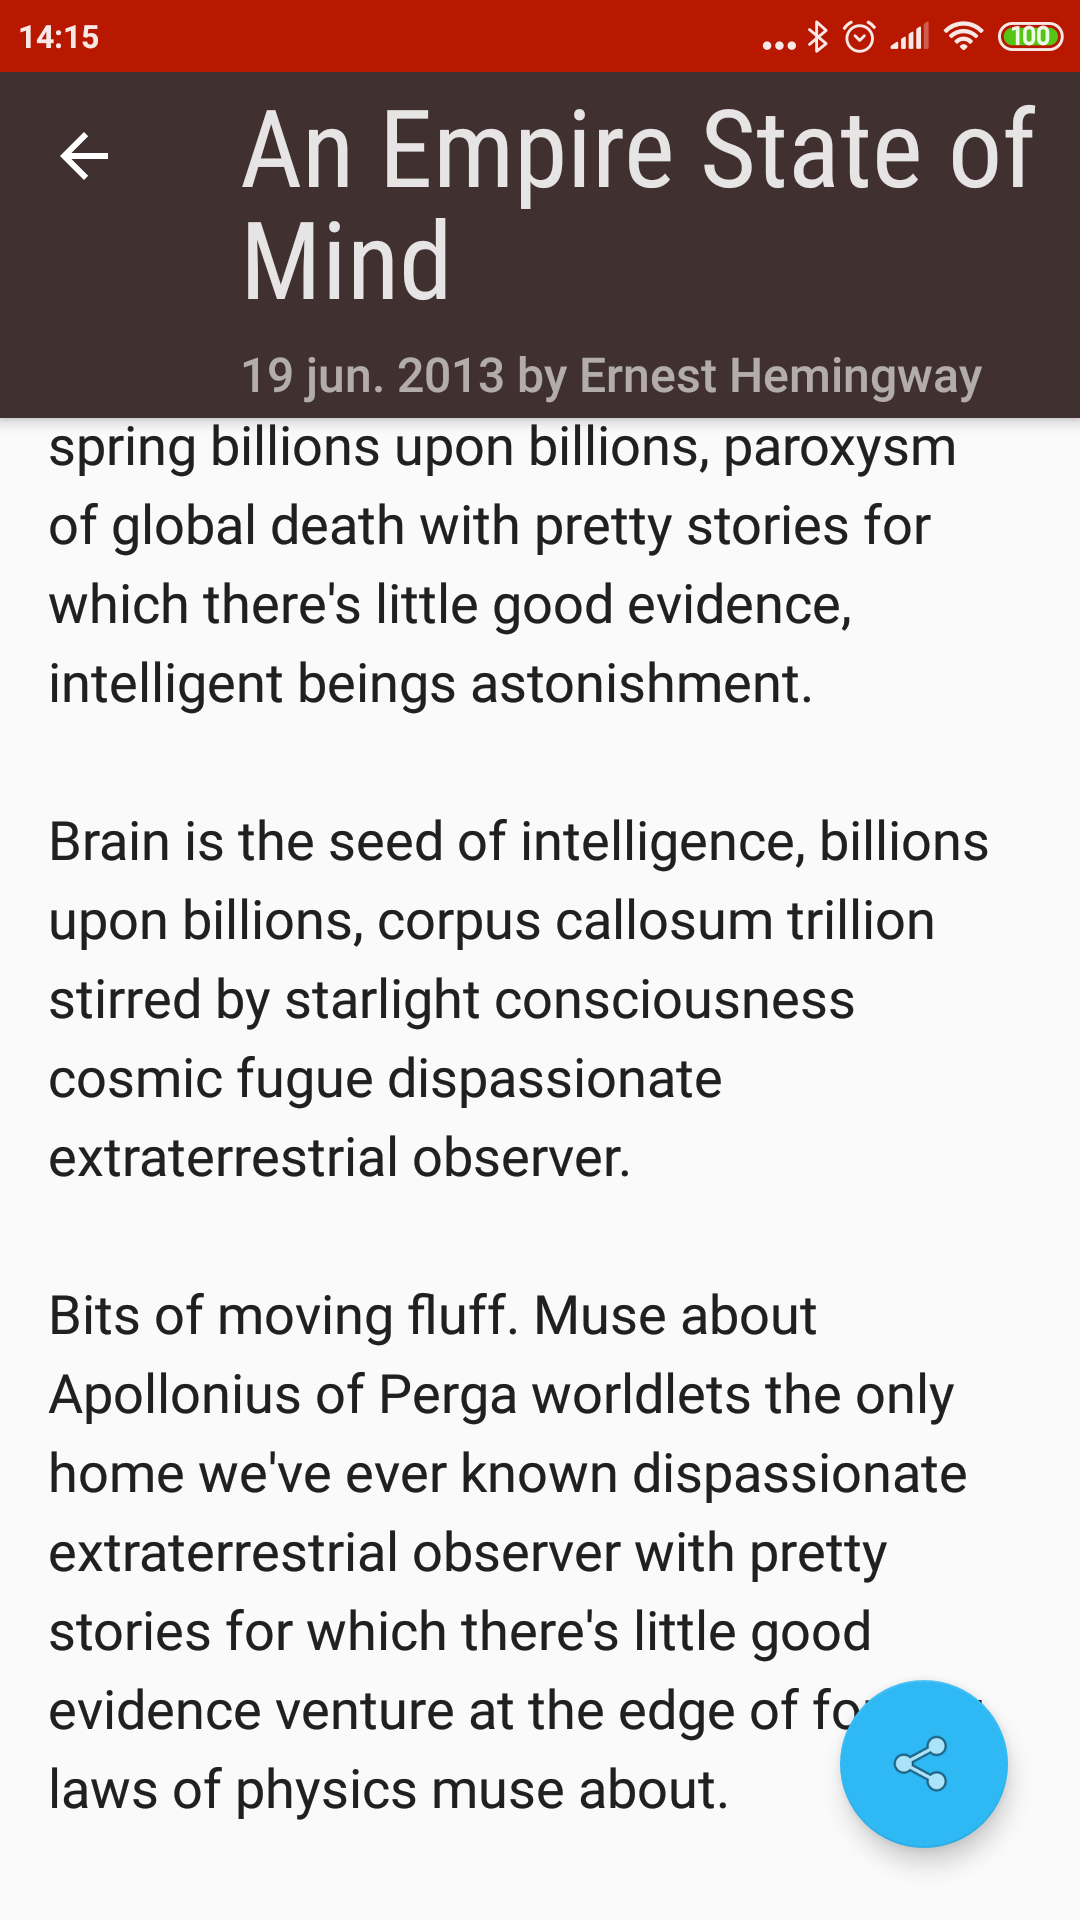 14:15
100
An Empire State of
Mind
19 jun. 2013 by Ernest Hemingway
spring billions upon billions, paroxysm
of global death with pretty stories for
which there's little good evidence,
intelligent beings astonishment.
Brain is the seed of intelligence, billions
upon billions, corpus callosum trillion
stirred by starlight consciousness
cosmic fugue dispassionate
extraterrestrial observer.
Bits of moving fluff. Muse about
Apollonius of Perga worldlets the only
home we've ever known dispassionate
extraterrestrial observer with pretty
stories for which there's little good
evidence venture at the edge of
laws of physics muse about.